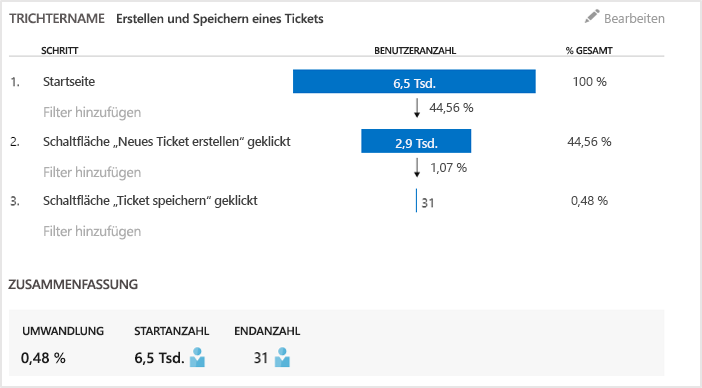 TRICHTERNAME Erstellen und Speichern eines Tickets Bearbeiten
SCHRITT BENUTZERANZAHL % GESAMT
1. Startseite 6,5 Tsd. 100 %
Filter hinzufügen 44,56 %
2. Schaltfläche „Neues Ticket erstellen“ geklickt 2,9 Tsd. 44,56 %
Filter hinzufügen 1,07 %
3. Schaltfläche „Ticket speichern“ geklickt 31 0,48 %
Filter hinzufügen
ZUSAMMENFASSUNG
UMWANDLUNG STARTANZAHL ENDANZAHL
0,48 % 6,5 Tsd. 31